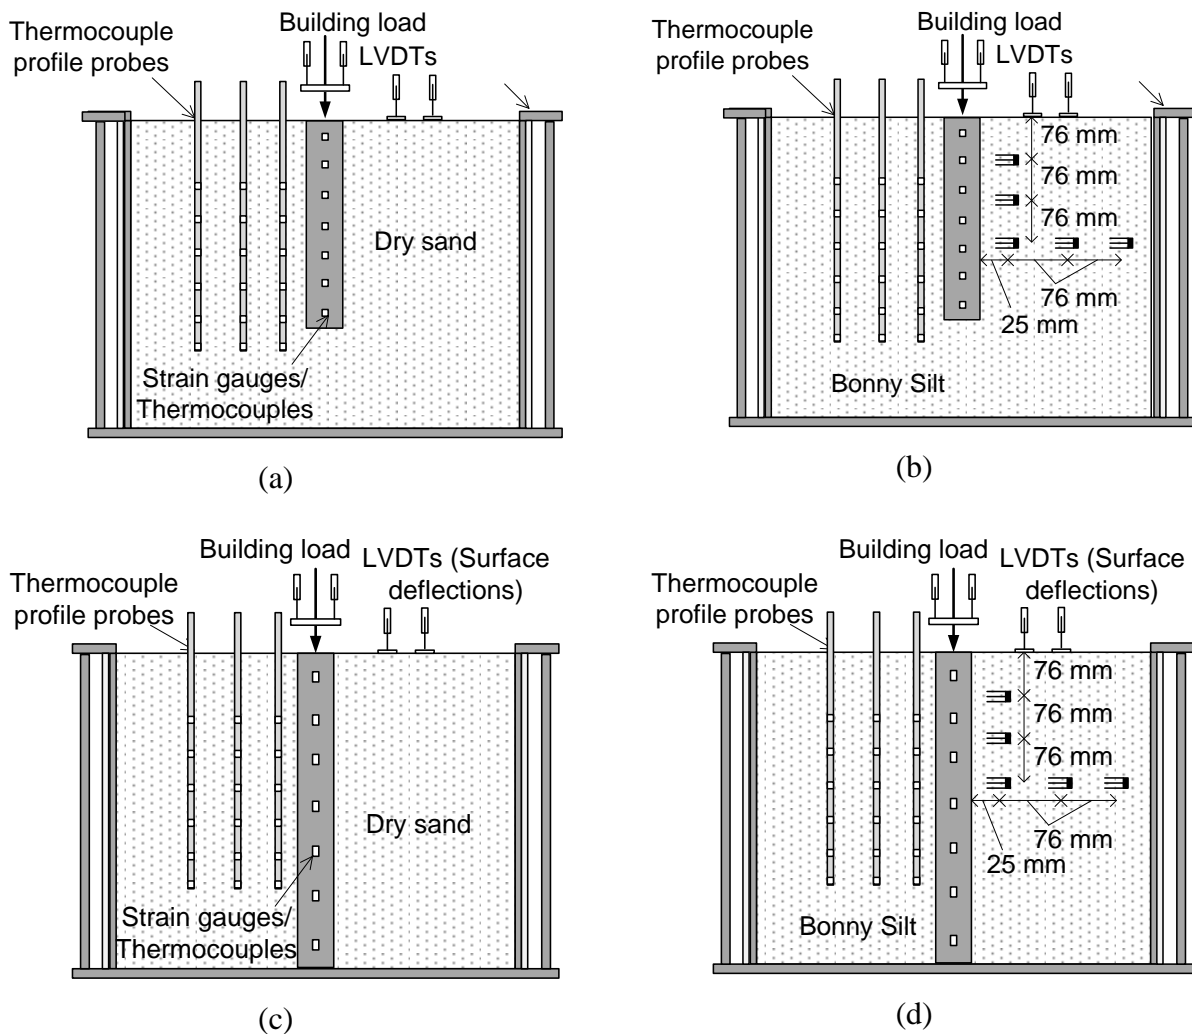 Thermocouple
profile probes
Building load
LVDTs
Dry sand
Strain gauges/
Thermocouples
(a)
Thermocouple
profile probes
Building load
LVDTs
76 mm
76 mm
76 mm
76 mm
25 mm
Bonny Silt
(b)
Thermocouple
profile probes
Building load
LVDTs (Surface
deflections)
Dry sand
Strain gauges/
Thermocouples
(c)
Thermocouple
profile probes
Building load
LVDTs (Surface
deflections)
76 mm
76 mm
76 mm
76 mm
25 mm
Bonny Silt
(d)